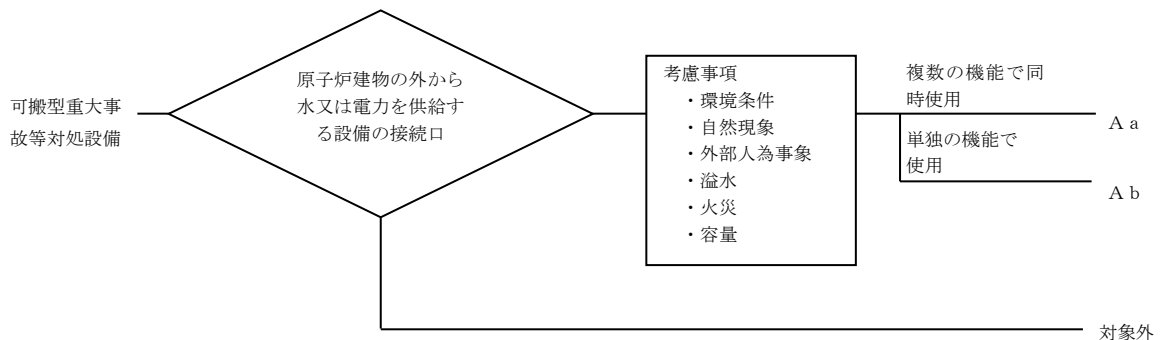 可搬型重大事
故等対処設備
原子炉建物の外から
水又は電力を供給す
る設備の接続口
考慮事項
・環境条件
・自然現象
・外部人為事象
・溢水
・火災
・容量
複数の機能で同
時使用
Ａａ
単独の機能で
使用
Ａｂ
対象外